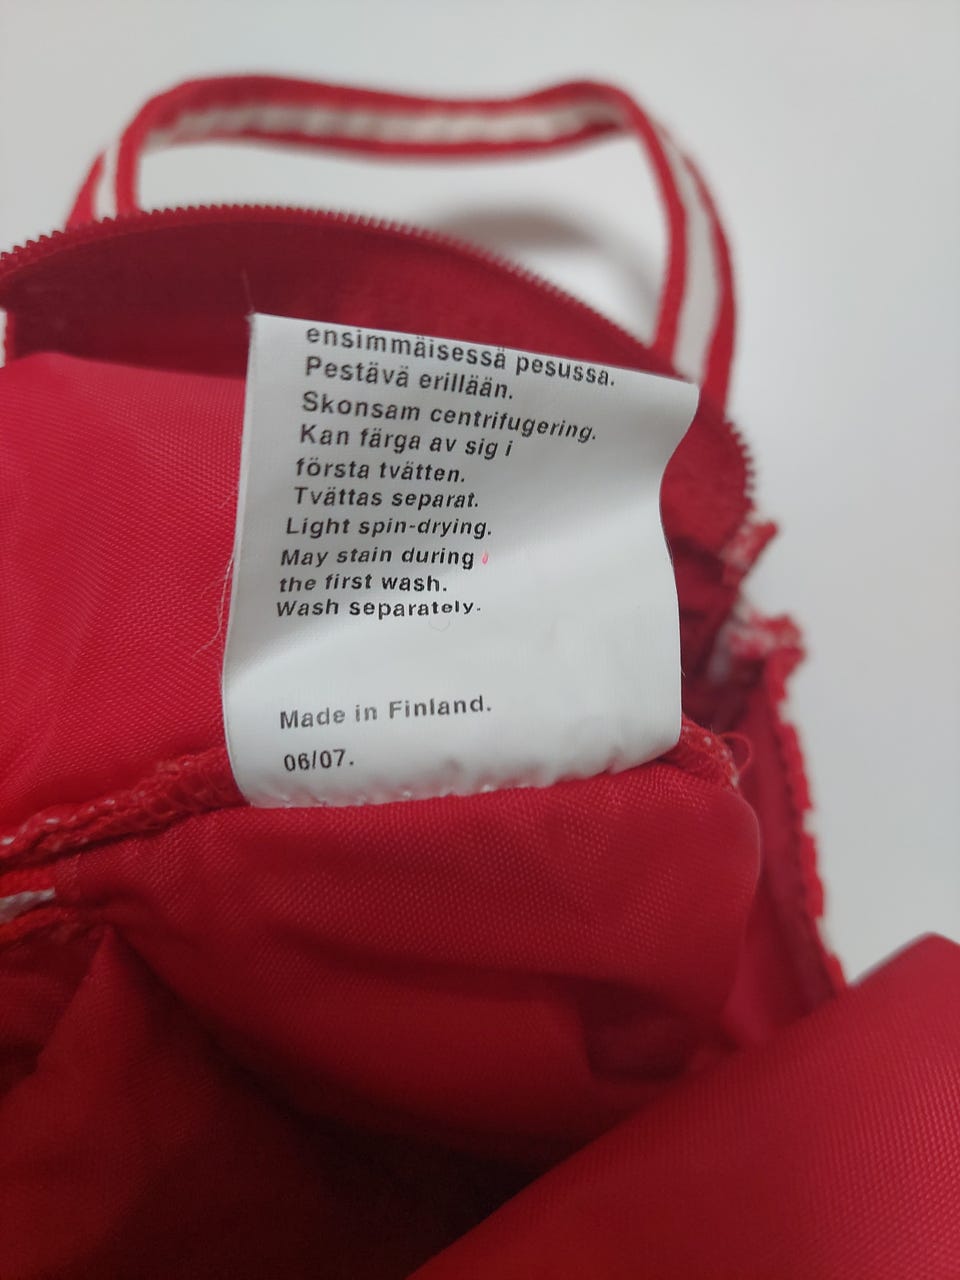 ensimmäisessä pesussa.
Pestävä erillään.
Skonsam centrifugering.
Kan färga av sig i
första tvätten.
Tvättas separat.
Light spin-drying.
May stain during
the first wash.
Wash separately.
Made in Finland.
06/07.